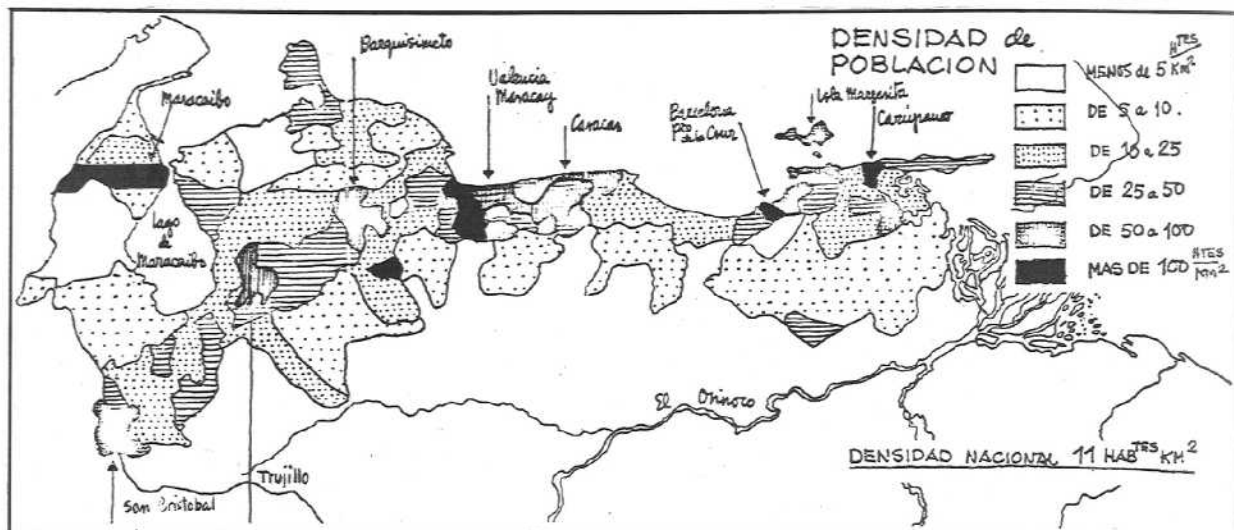 DENSIDAD de
POBLACION
HTES
MENOS de 5 KM²
DE 5 a 10.
DE 10 a 25
DE 25 a 50
DE 50 a 100
MAS DE 100 HTES
KM²
Barquisimeto
Maracaibo
Valencia
Maracay
Caracas
Barcelona
Pto
de la Cruz
Isla Margarita
Carúpano
Lago
de
Maracaibo
El Orinoco
DENSIDAD NACIONAL 11 HABTES KM²
Trujillo
San Cristobal